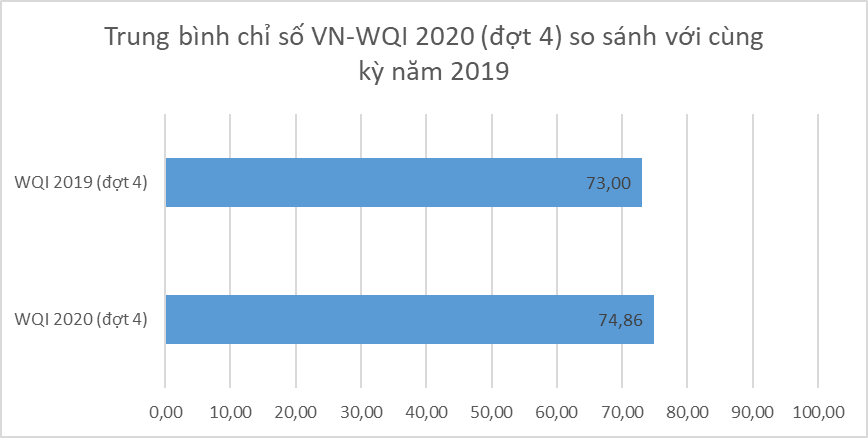 Trung bình chỉ số VN-WQI 2020 (đợt 4) so sánh với cùng
kỳ năm 2019
WQI 2019 (đợt 4)
73,00
WQI 2020 (đợt 4)
74,86
0,00 10,00 20,00 30,00 40,00 50,00 60,00 70,00 80,00 90,00 100,00